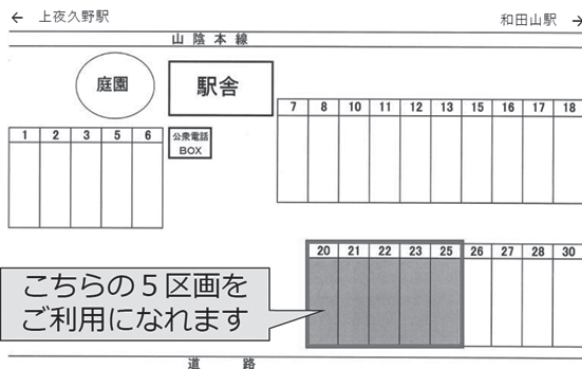 ← 上夜久野駅
和田山駅 →
山陰本線
庭園
駅舎
7 8 10 11 12 13 15 16 17 18
1 2 3 5 6
公衆電話
BOX
20 21 22 23 25 26 27 28 30
こちらの5区画を
ご利用になれます
道 路